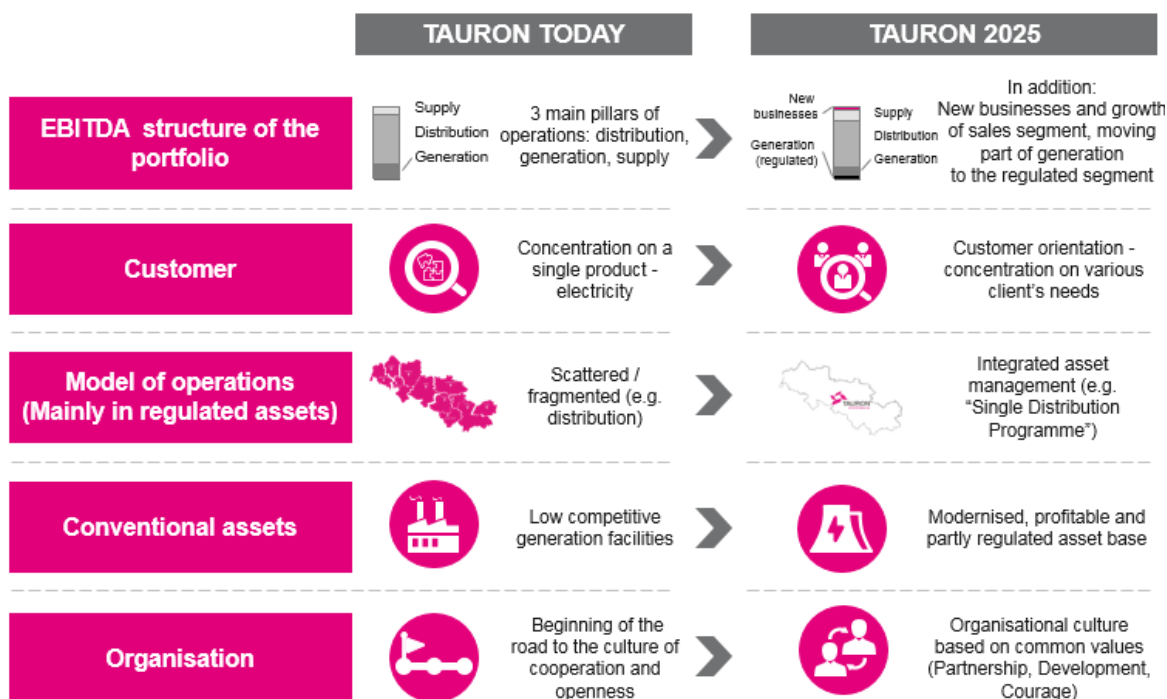 TAURON TODAY
TAURON 2025
EBITDA structure of the
portfolio
Supply
Distribution
Generation
3 main pillars of
operations: distribution,
generation, supply
New
businesses
Generation
(regulated)
Supply
Distribution
Generation
In addition:
New businesses and growth
of sales segment, moving
part of generation
to the regulated segment
Customer
Concentration on a
single product -
electricity
Customer orientation -
concentration on various
client's needs
Model of operations
(Mainly in regulated assets)
Scattered /
fragmented (e.g.
distribution)
TAURON
Integrated asset
management (e.g.
“Single Distribution
Programme”)
Conventional assets
Low competitive
generation facilities
Modernised, profitable and
partly regulated asset base
Organisation
Beginning of the
road to the culture of
cooperation and
openness
Organisational culture
based on common values
(Partnership, Development,
Courage)